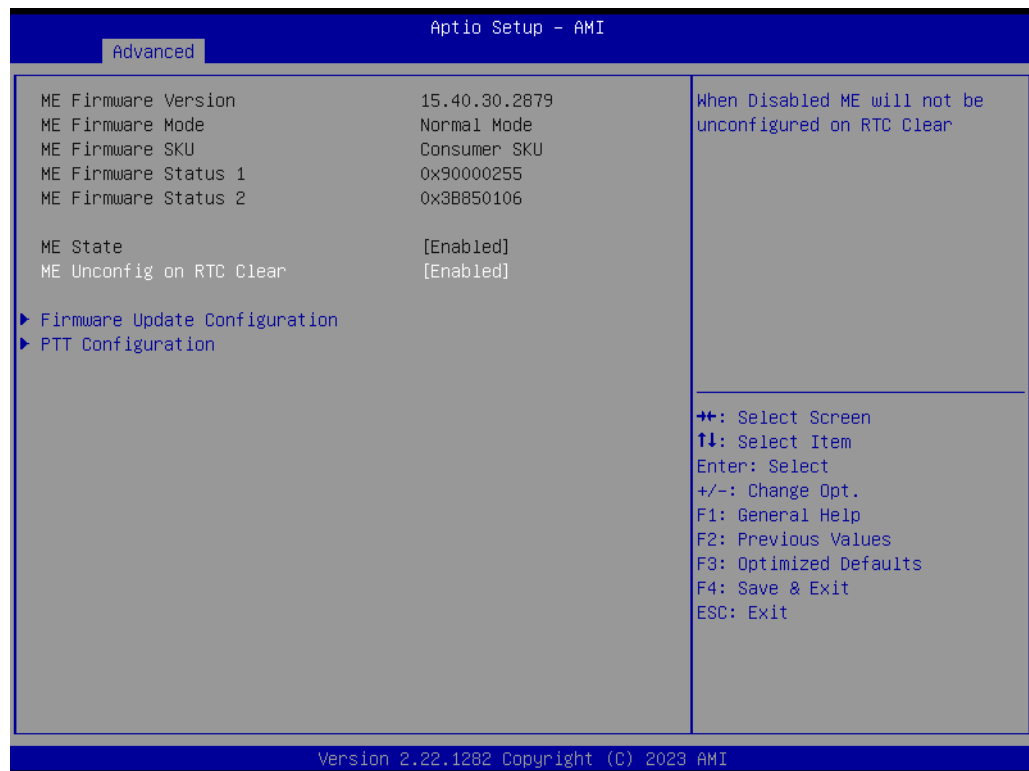 Aptio Setup – AMI
Advanced
ME Firmware Version 15.40.30.2879
ME Firmware Mode Normal Mode
ME Firmware SKU Consumer SKU
ME Firmware Status 1 0x90000255
ME Firmware Status 2 0x3B850106
ME State [Enabled]
ME Unconfig on RTC Clear [Enabled]
▶ Firmware Update Configuration
▶ PTT Configuration
When Disabled ME will not be
unconfigured on RTC Clear
→←: Select Screen
↑↓: Select Item
Enter: Select
+/-: Change Opt.
F1: General Help
F2: Previous Values
F3: Optimized Defaults
F4: Save & Exit
ESC: Exit
Version 2.22.1282 Copyright (C) 2023 AMI